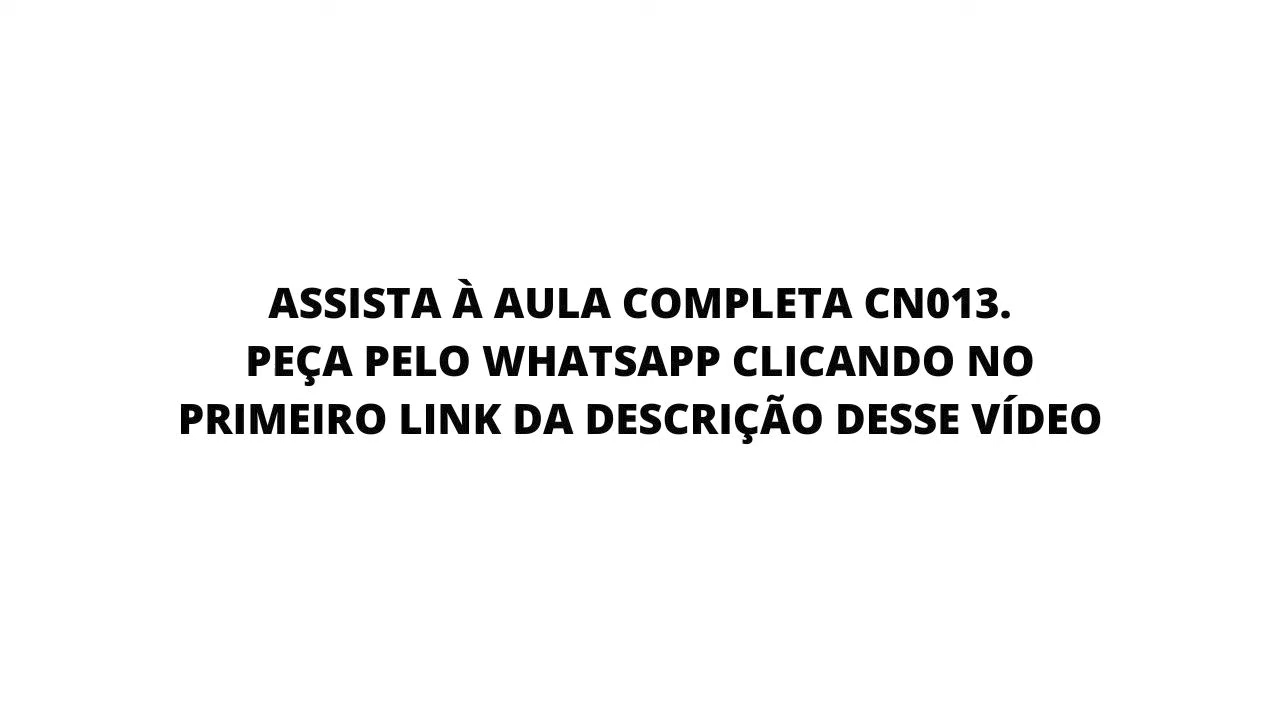 ASSISTA À AULA COMPLETA CN013.
PEÇA PELO WHATSAPP CLICANDO NO
PRIMEIRO LINK DA DESCRIÇÃO DESSE VÍDEO